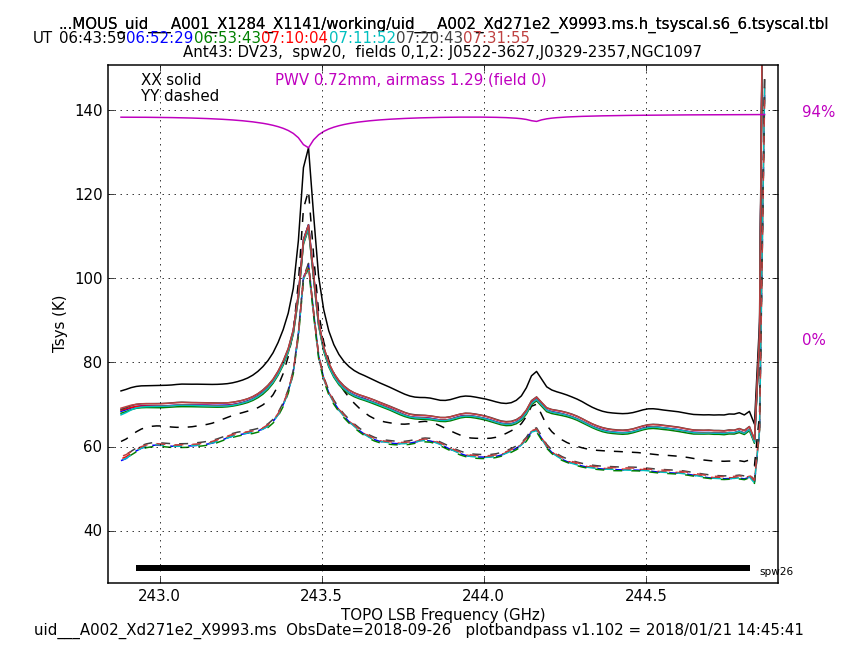 ...MOUS_uid___A001_X1284_X1141/working/uid___A002_Xd271e2_X9993.ms.h_tsyscal.s6_6.tsyscal.tbl
UT 06:43:59 06:52:29 06:53:43 07:10:04 07:11:52 07:20:43 07:31:55
Ant43: DV23, spw20, fields 0,1,2: J0522-3627,J0329-2357,NGC1097
XX solid
YY dashed
PWV 0.72mm, airmass 1.29 (field 0)
94%
0%
140
120
100
80
60
40
Tsys (K)
spw26
243.0 243.5 244.0 244.5
TOPO LSB Frequency (GHz)
uid___A002_Xd271e2_X9993.ms ObsDate=2018-09-26 plotbandpass v1.102 = 2018/01/21 14:45:41